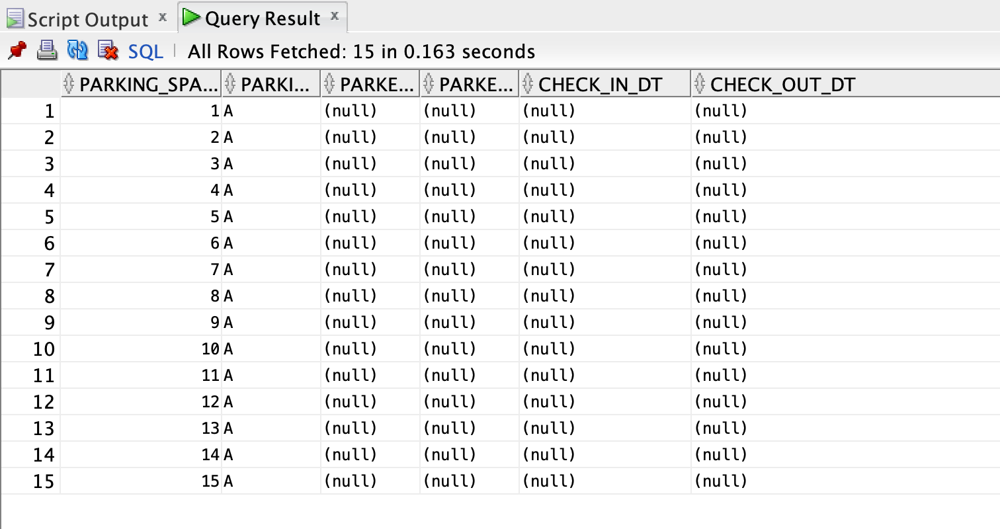 Script Output x Query Result x
SQL | All Rows Fetched: 15 in 0.163 seconds
PARKING_SPA... PARKI... PARKE... PARKE... CHECK_IN_DT CHECK_OUT_DT
1 1 A (null) (null) (null) (null)
2 2 A (null) (null) (null) (null)
3 3 A (null) (null) (null) (null)
4 4 A (null) (null) (null) (null)
5 5 A (null) (null) (null) (null)
6 6 A (null) (null) (null) (null)
7 7 A (null) (null) (null) (null)
8 8 A (null) (null) (null) (null)
9 9 A (null) (null) (null) (null)
10 10 A (null) (null) (null) (null)
11 11 A (null) (null) (null) (null)
12 12 A (null) (null) (null) (null)
13 13 A (null) (null) (null) (null)
14 14 A (null) (null) (null) (null)
15 15 A (null) (null) (null) (null)